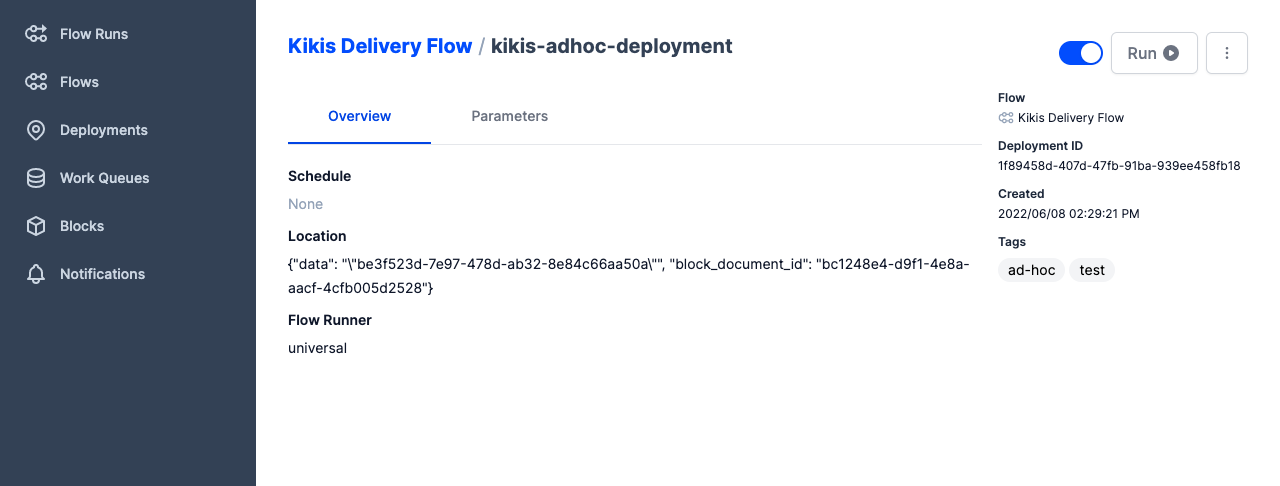 Flow Runs
Flows
Deployments
Work Queues
Blocks
Notifications
Kikis Delivery Flow / kikis-adhoc-deployment
Run
Overview Parameters
Schedule
None
Location
{"data": "\"be3f523d-7e97-478d-ab32-8e84c66aa50a\"", "block_document_id": "bc1248e4-d9f1-4e8a-
aacf-4cfb005d2528"}
Flow Runner
universal
Flow
Kikis Delivery Flow
Deployment ID
1f89458d-407d-47fb-91ba-939ee458fb18
Created
2022/06/08 02:29:21 PM
Tags
ad-hoc test